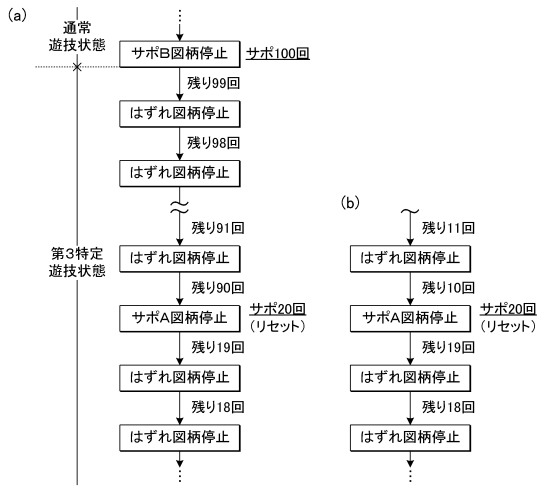 (a)
通常
遊技状態
サポB図柄停止 サポ100回
残り99回
はずれ図柄停止
残り98回
はずれ図柄停止
残り91回
はずれ図柄停止
残り90回
サポA図柄停止 サポ20回
(リセット)
残り19回
はずれ図柄停止
残り18回
はずれ図柄停止
第3特定
遊技状態
(b)
残り11回
はずれ図柄停止
残り10回
サポA図柄停止 サポ20回
(リセット)
残り19回
はずれ図柄停止
残り18回
はずれ図柄停止